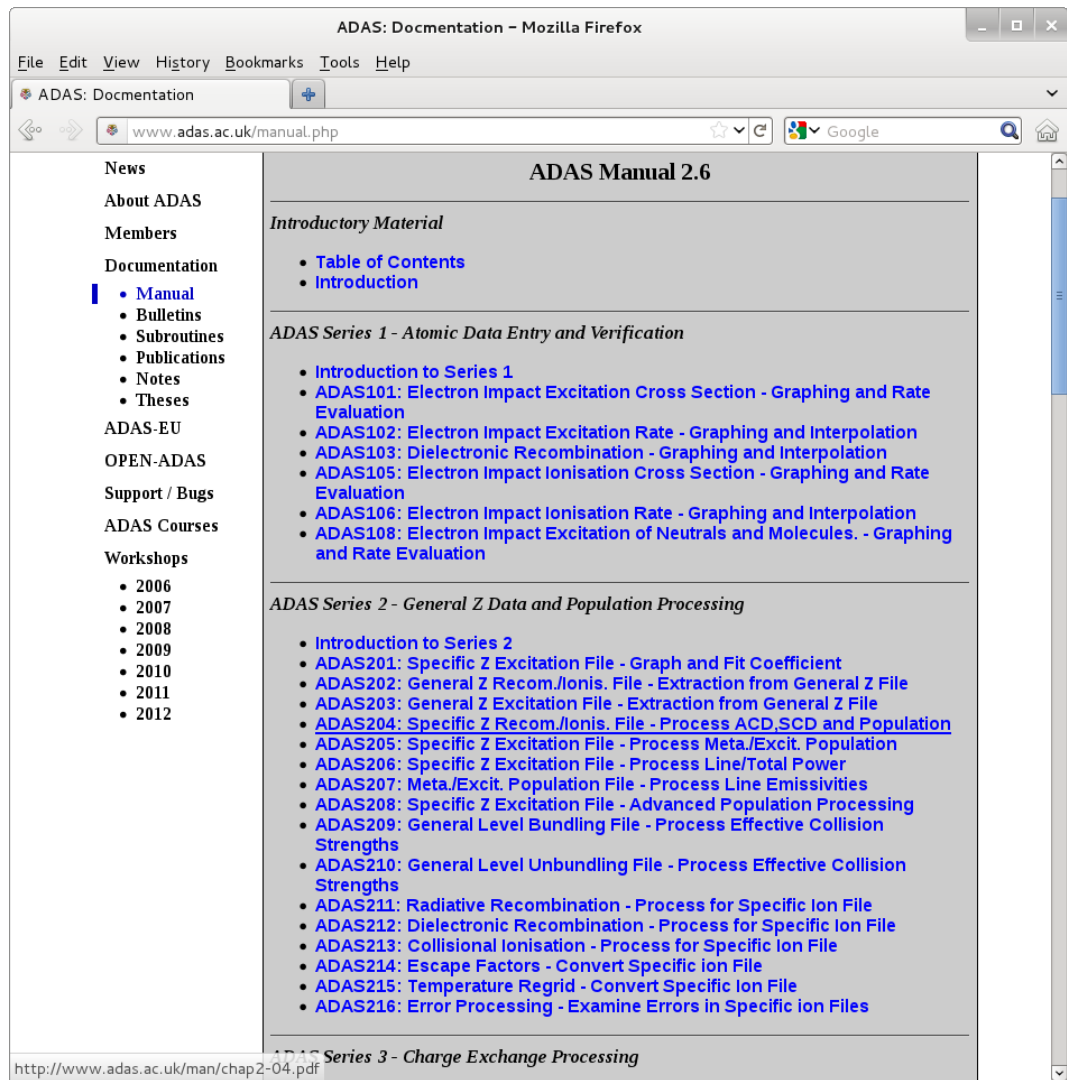 ADAS: Docmentation – Mozilla Firefox
File Edit View History Bookmarks Tools Help
ADAS: Docmentation
www.adas.ac.uk/manual.php
Google
News
About ADAS
Members
Documentation
• Manual
• Bulletins
• Subroutines
• Publications
• Notes
• Theses
ADAS-EU
OPEN-ADAS
Support / Bugs
ADAS Courses
Workshops
• 2006
• 2007
• 2008
• 2009
• 2010
• 2011
• 2012
ADAS Manual 2.6
Introductory Material
• Table of Contents
• Introduction
ADAS Series 1 - Atomic Data Entry and Verification
• Introduction to Series 1
• ADAS101: Electron Impact Excitation Cross Section - Graphing and Rate
Evaluation
• ADAS102: Electron Impact Excitation Rate - Graphing and Interpolation
• ADAS103: Dielectronic Recombination - Graphing and Interpolation
• ADAS105: Electron Impact Ionisation Cross Section - Graphing and Rate
Evaluation
• ADAS106: Electron Impact Ionisation Rate - Graphing and Interpolation
• ADAS108: Electron Impact Excitation of Neutrals and Molecules. - Graphing
and Rate Evaluation
ADAS Series 2 - General Z Data and Population Processing
• Introduction to Series 2
• ADAS201: Specific Z Excitation File - Graph and Fit Coefficient
• ADAS202: General Z Recom./Ionis. File - Extraction from General Z File
• ADAS203: General Z Excitation File - Extraction from General Z File
• ADAS204: Specific Z Recom./Ionis. File - Process ACD,SCD and Population
• ADAS205: Specific Z Excitation File - Process Meta./Excit. Population
• ADAS206: Specific Z Excitation File - Process Line/Total Power
• ADAS207: Meta./Excit. Population File - Process Line Emissivities
• ADAS208: Specific Z Excitation File - Advanced Population Processing
• ADAS209: General Level Bundling File - Process Effective Collision
Strengths
• ADAS210: General Level Unbundling File - Process Effective Collision
Strengths
• ADAS211: Radiative Recombination - Process for Specific Ion File
• ADAS212: Dielectronic Recombination - Process for Specific Ion File
• ADAS213: Collisional Ionisation - Process for Specific Ion File
• ADAS214: Escape Factors - Convert Specific ion File
• ADAS215: Temperature Regrid - Convert Specific Ion File
• ADAS216: Error Processing - Examine Errors in Specific ion Files
ADAS Series 3 - Charge Exchange Processing
http://www.adas.ac.uk/man/chap2-04.pdf